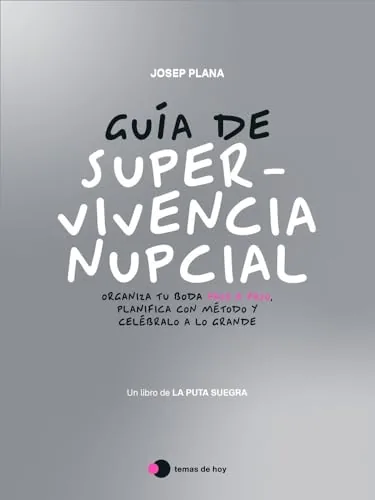 JOSEP PLANA
GUÍA DE
SUPER-
VIVENCIA
NUPCIAL
ORGANIZA TU BODA PASO A PASO,
PLANIFICA CON MÉTODO Y
CELÉBRALO A LO GRANDE
Un libro de LA PUTA SUEGRA
temas de hoy